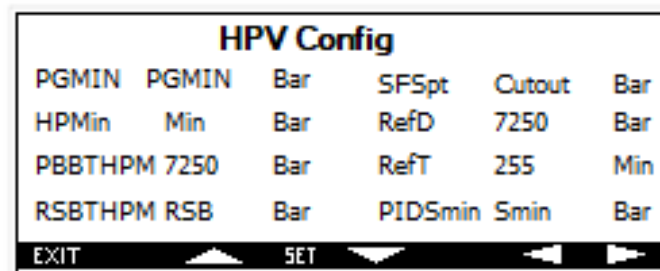 HPV Config
PGMIN PGMIN Bar SFSpt Cutout Bar
HPMin Min Bar RefD 7250 Bar
PBBTHPM 7250 Bar RefT 255 Min
RSBTHPM RSB Bar PIDSmin Smin Bar
EXIT SET